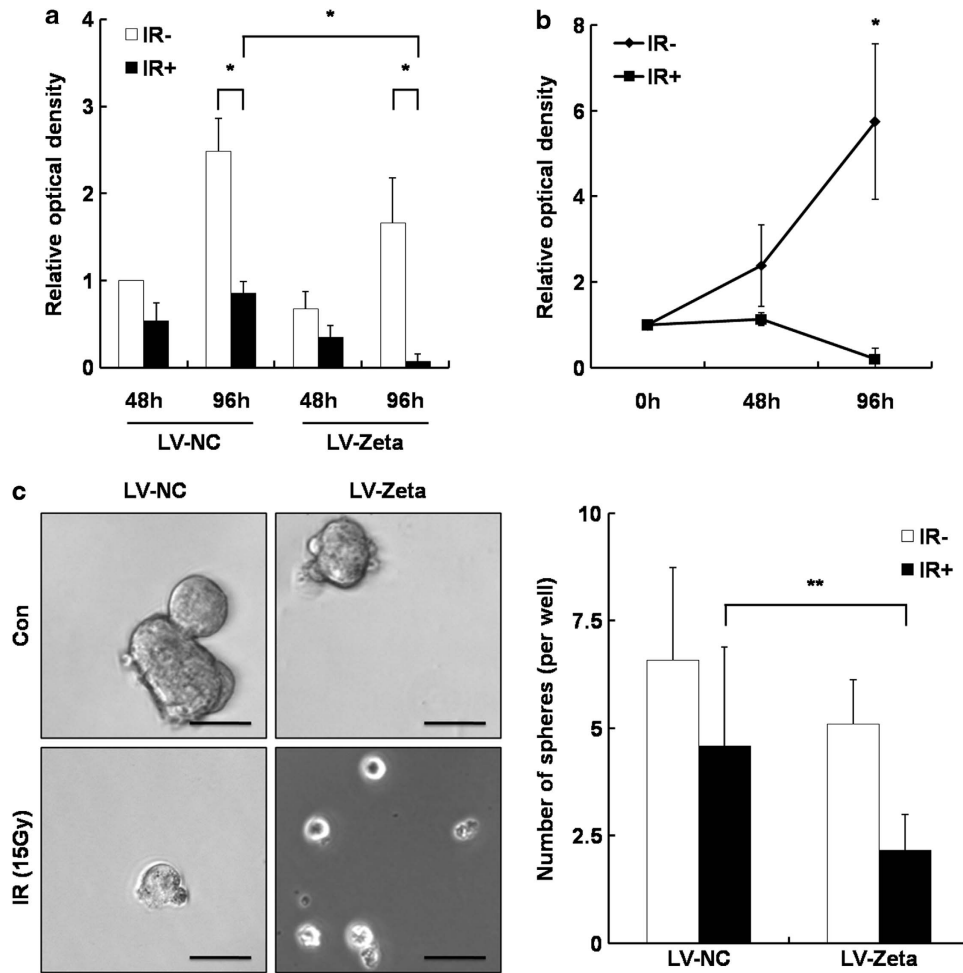 a
4
3
2
1
0
Relative optical density
IR-
IR+
*
*
*
48h 96h 48h 96h
LV-NC LV-Zeta
b
8
6
4
2
0
Relative optical density
IR-
IR+
*
0h 48h 96h
c
LV-NC LV-Zeta
Con
IR (15Gy)
10
7.5
5
2.5
0
Number of spheres (per well)
IR-
IR+
**
LV-NC LV-Zeta